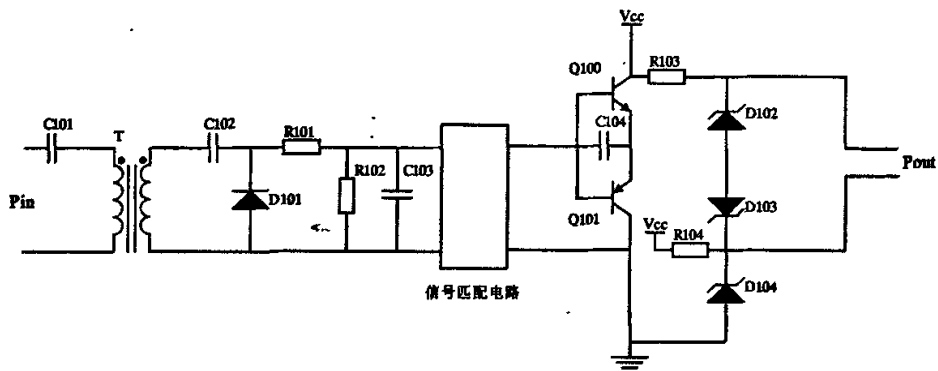 Vcc
Q100
R103
C101
T
C102
R101
C104
D102
Pout
R102
C103
Pin
D101
Q101
D103
Vcc
R104
D104
信号匹配电路